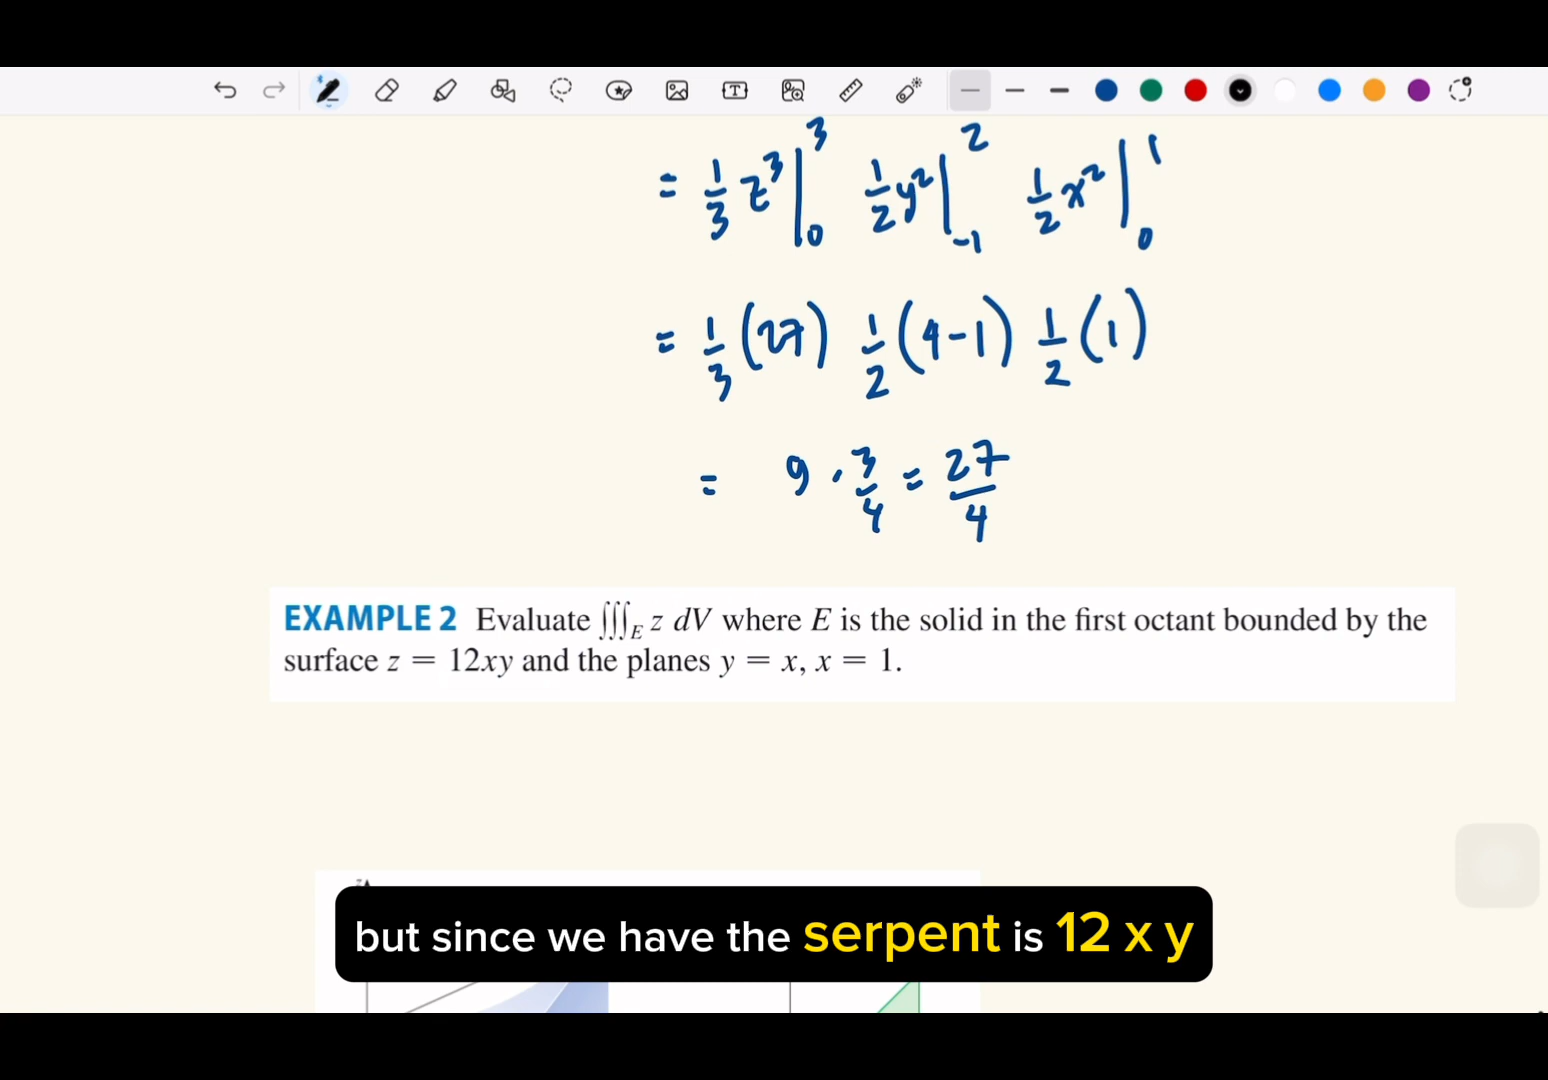 = 1/3 z³ |₀³ 1/2 y² |₋₁² 1/2 x² |₀¹
= 1/3 (27) 1/2 (4-1) 1/2 (1)
= 9 · 3/4 = 27/4
EXAMPLE 2 Evaluate ∭_E z dV where E is the solid in the first octant bounded by the
surface z = 12xy and the planes y = x, x = 1.
z
but since we have the serpent is 12 x y